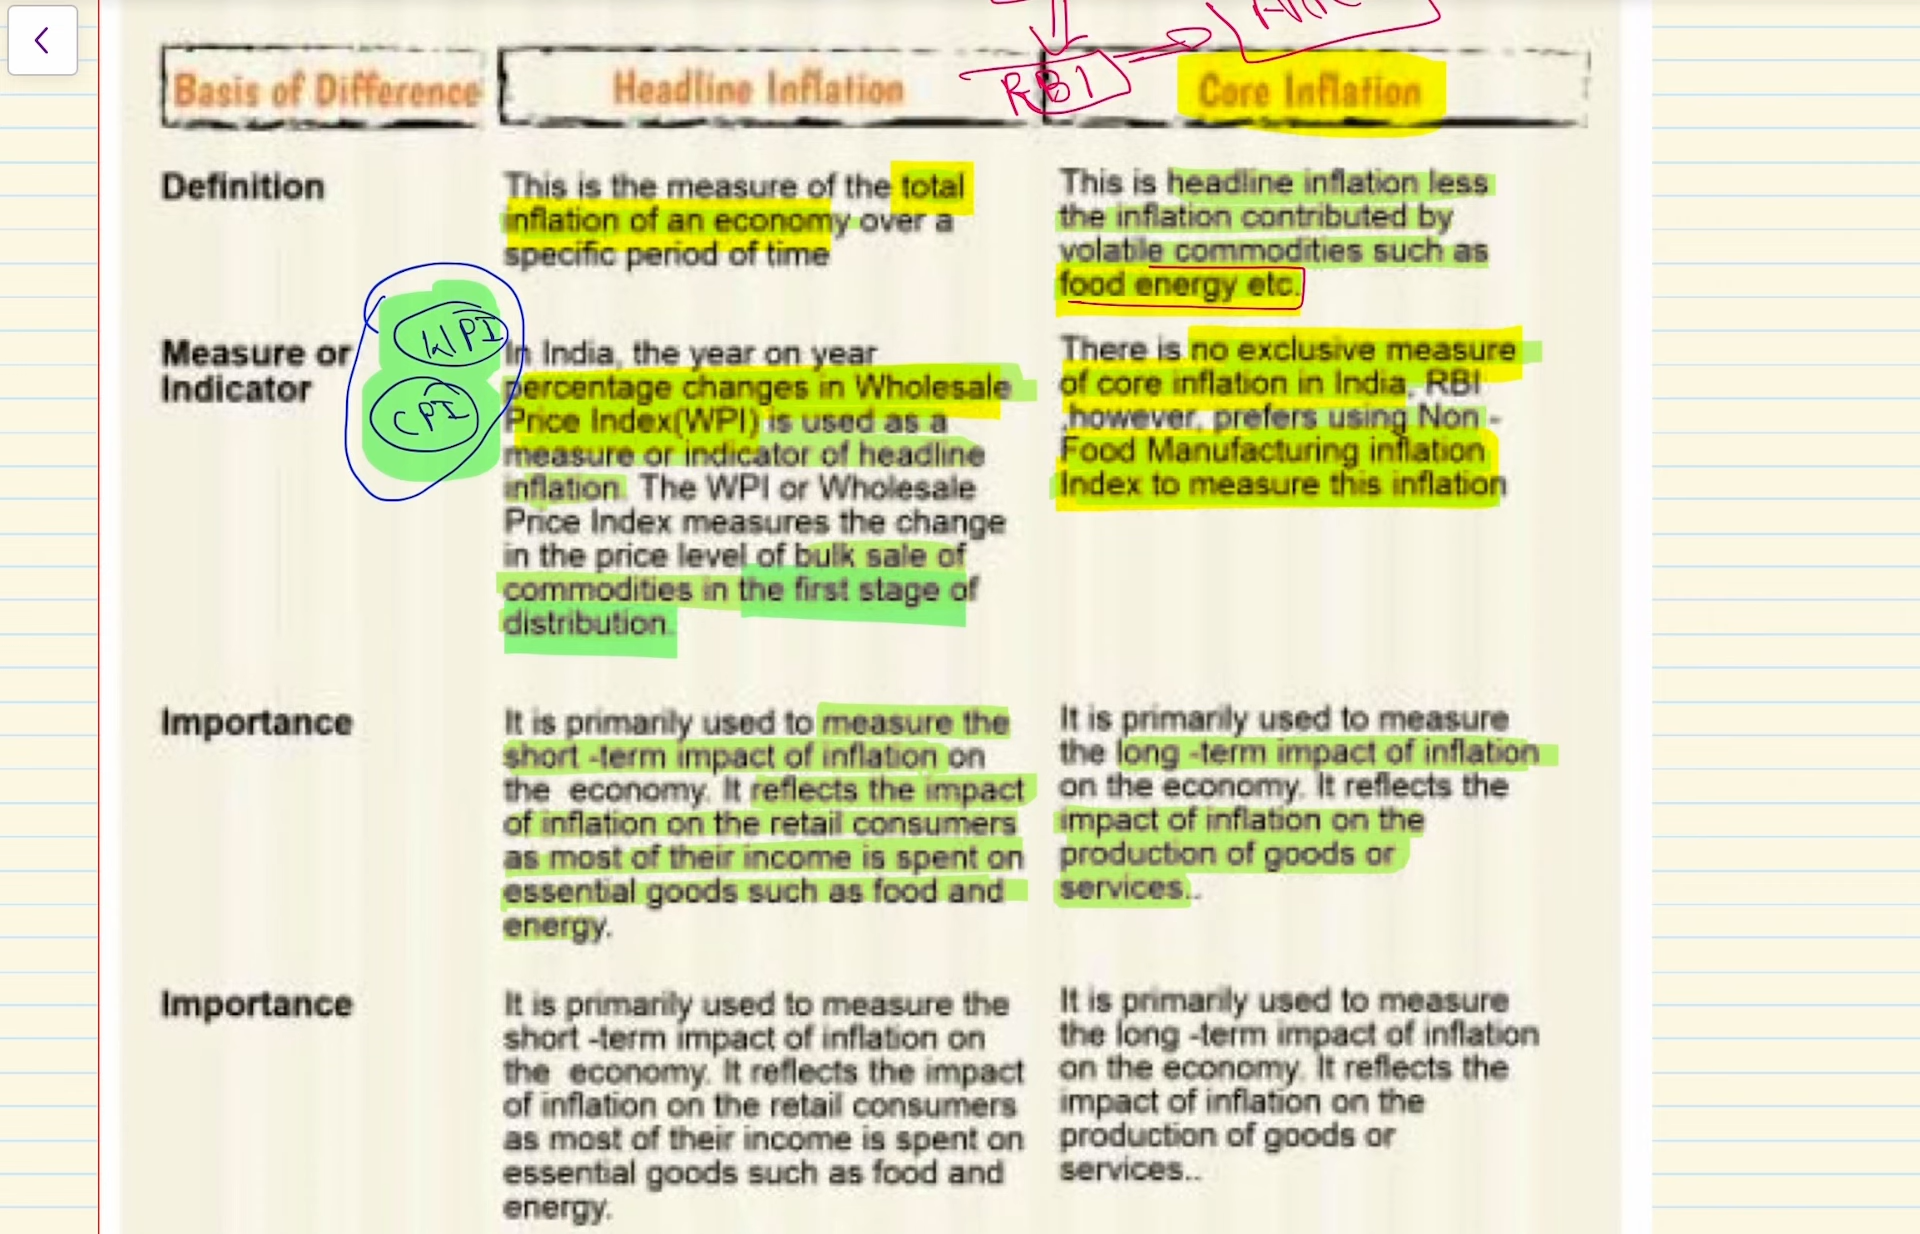 RBI
Basis of Difference
Headline Inflation
Core Inflation
Definition
This is the measure of the total
inflation of an economy over a
specific period of time
This is headline inflation less
the inflation contributed by
volatile commodities such as
food energy etc.
WPI
CPI
Measure or
Indicator
In India, the year on year
percentage changes in Wholesale
Price Index(WPI) is used as a
measure or indicator of headline
inflation. The WPI or Wholesale
Price Index measures the change
in the price level of bulk sale of
commodities in the first stage of
distribution.
There is no exclusive measure
of core inflation in India, RBI
,however, prefers using Non -
Food Manufacturing inflation
Index to measure this inflation
Importance
It is primarily used to measure the
short -term impact of inflation on
the economy. It reflects the impact
of inflation on the retail consumers
as most of their income is spent on
essential goods such as food and
energy.
It is primarily used to measure
the long -term impact of inflation
on the economy. It reflects the
impact of inflation on the
production of goods or
services..
Importance
It is primarily used to measure the
short -term impact of inflation on
the economy. It reflects the impact
of inflation on the retail consumers
as most of their income is spent on
essential goods such as food and
energy.
It is primarily used to measure
the long -term impact of inflation
on the economy. It reflects the
impact of inflation on the
production of goods or
services..